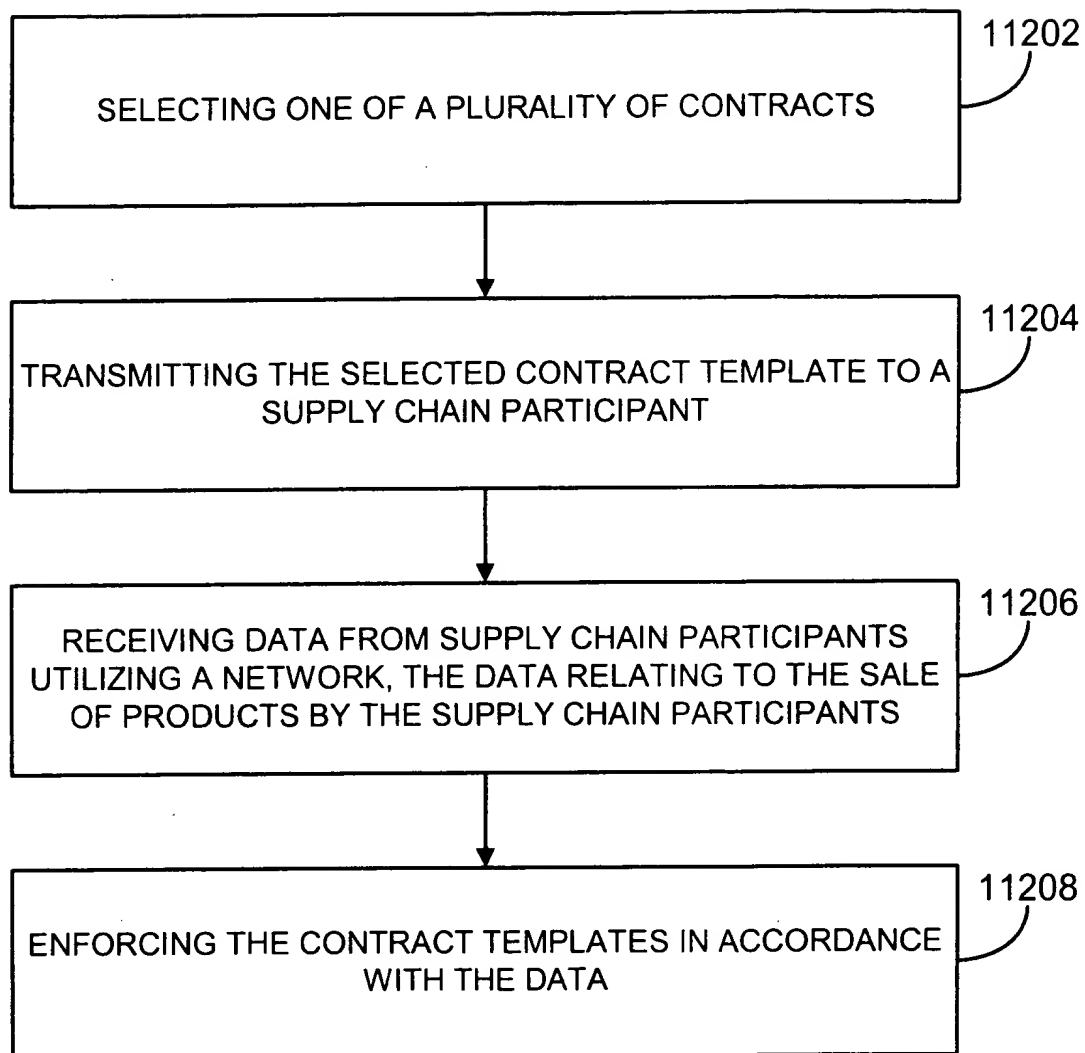 11202
SELECTING ONE OF A PLURALITY OF CONTRACTS
11204
TRANSMITTING THE SELECTED CONTRACT TEMPLATE TO A
SUPPLY CHAIN PARTICIPANT
11206
RECEIVING DATA FROM SUPPLY CHAIN PARTICIPANTS
UTILIZING A NETWORK, THE DATA RELATING TO THE SALE
OF PRODUCTS BY THE SUPPLY CHAIN PARTICIPANTS
11208
ENFORCING THE CONTRACT TEMPLATES IN ACCORDANCE
WITH THE DATA